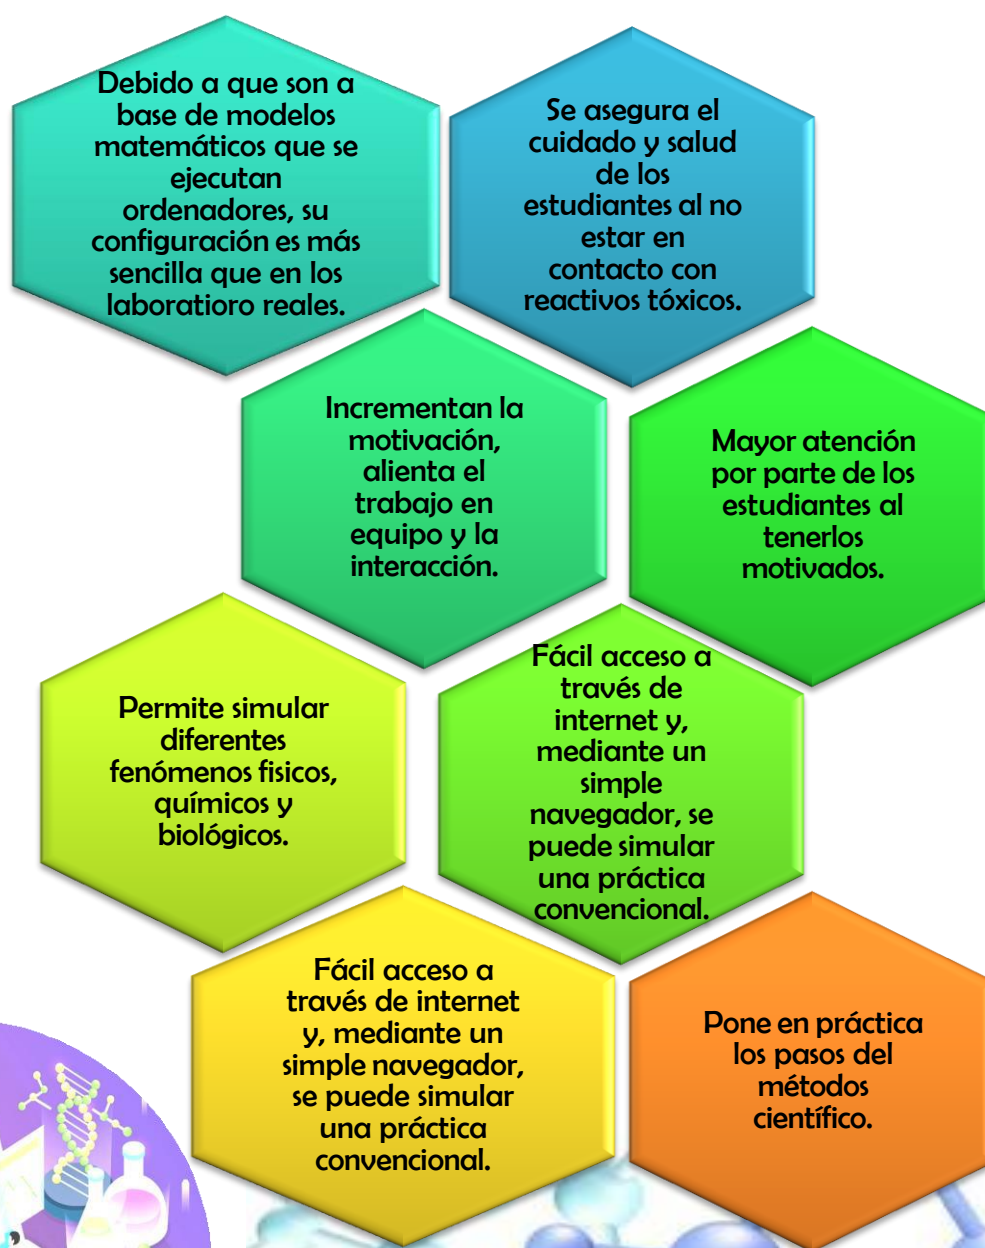 Debido a que son a
base de modelos
matemáticos que se
ejecutan
ordenadores, su
configuración es más
sencilla que en los
laboratioro reales.
Se asegura el
cuidado y salud
de los
estudiantes al no
estar en
contacto con
reactivos tóxicos.
Incrementan la
motivación,
alienta el
trabajo en
equipo y la
interacción.
Mayor atención
por parte de los
estudiantes al
tenerlos
motivados.
Permite simular
diferentes
fenómenos fisicos,
químicos y
biológicos.
Fácil acceso a
través de
internet y,
mediante un
simple
navegador, se
puede simular
una práctica
convencional.
Fácil acceso a
través de internet
y, mediante un
simple navegador,
se puede simular
una práctica
convencional.
Pone en práctica
los pasos del
métodos
científico.